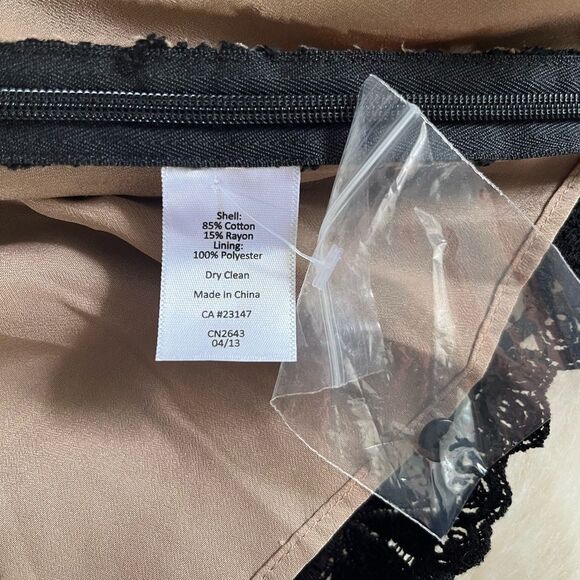 Shell:
85% Cotton
15% Rayon
Lining:
100% Polyester
Dry Clean
Made in China
CA #23147
CN2643
04/13